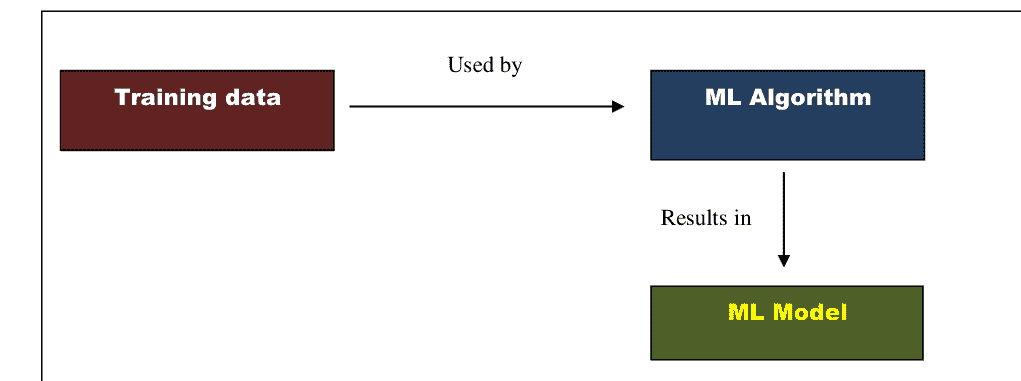 Used by
Training data
ML Algorithm
Results in
ML Model